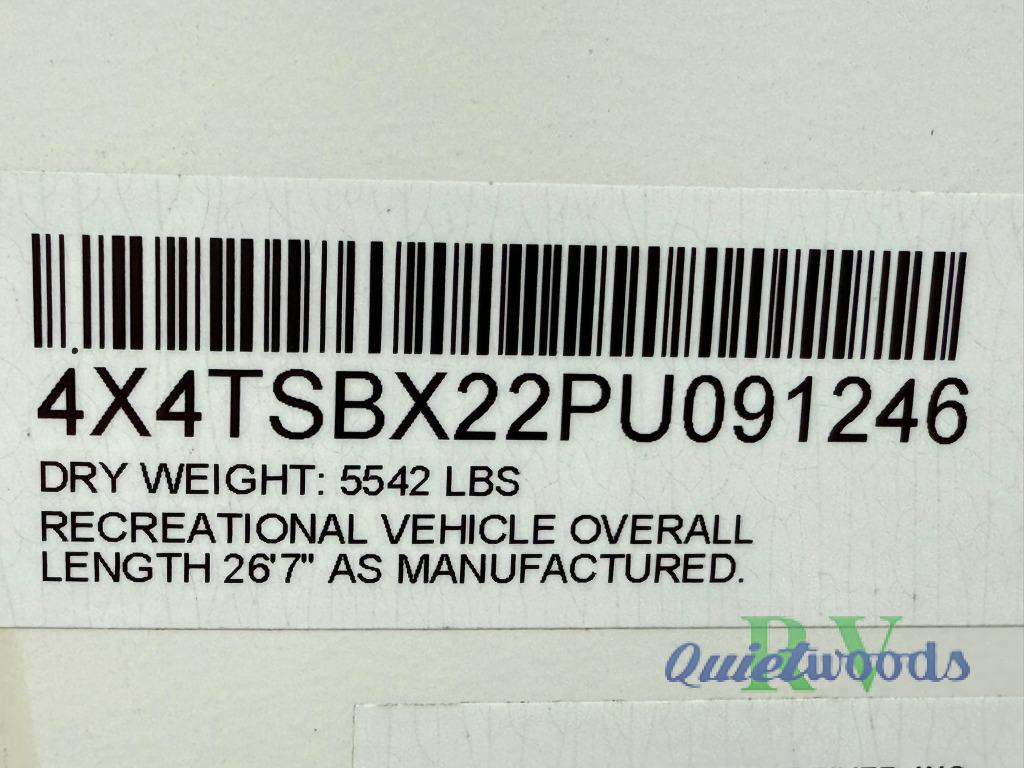 4X4TSBX22PU091246
DRY WEIGHT: 5542 LBS
RECREATIONAL VEHICLE OVERALL
LENGTH 26'7" AS MANUFACTURED.
RV
Quietwoods